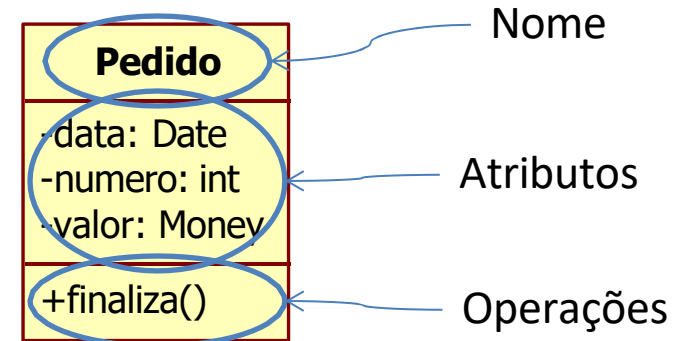 Nome
Pedido
-data: Date
-numero: int
-valor: Money
Atributos
+finaliza()
Operações